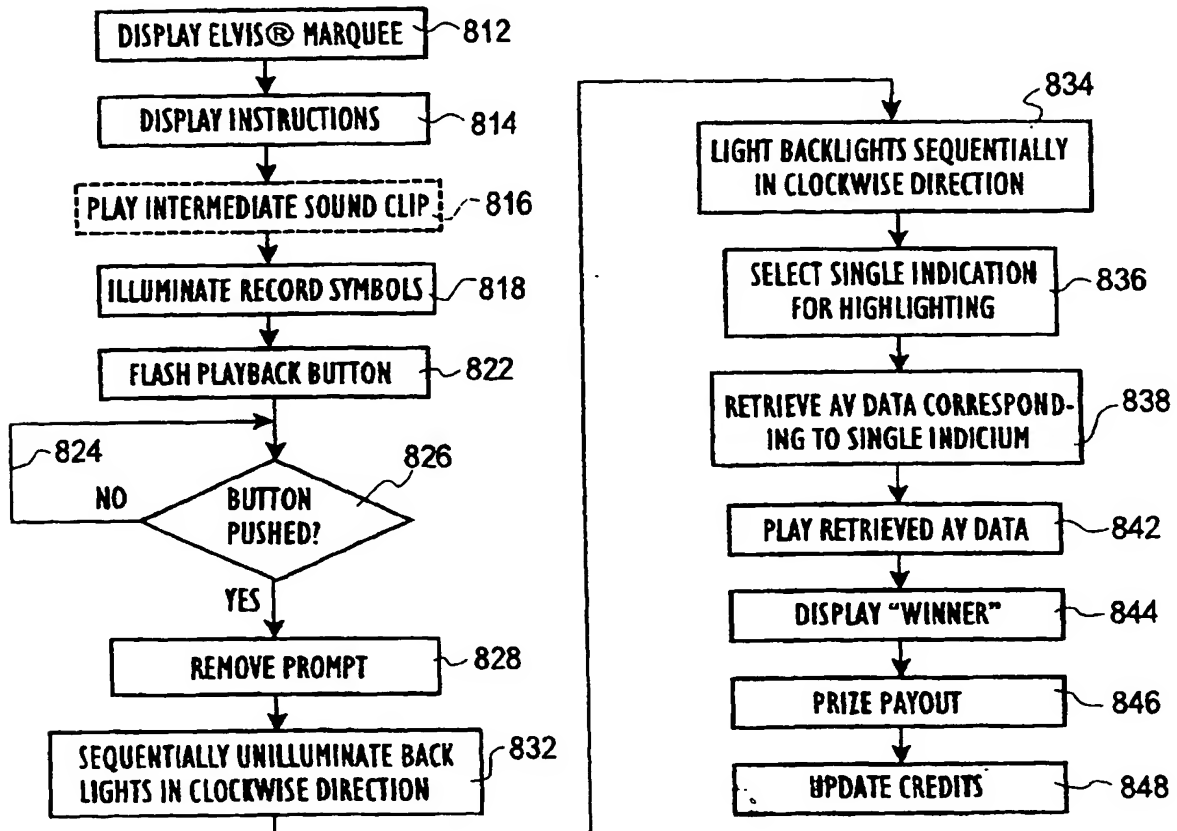 DISPLAY ELVIS® MARQUEE
812
DISPLAY INSTRUCTIONS
814
PLAY INTERMEDIATE SOUND CLIP
816
ILLUMINATE RECORD SYMBOLS
818
FLASH PLAYBACK BUTTON
822
824
826
NO
BUTTON
PUSHED?
YES
REMOVE PROMPT
828
SEQUENTIALLY UNILLUMINATE BACK
LIGHTS IN CLOCKWISE DIRECTION
832
834
LIGHT BACKLIGHTS SEQUENTIALLY
IN CLOCKWISE DIRECTION
SELECT SINGLE INDICATION
FOR HIGHLIGHTING
836
RETRIEVE AV DATA CORRESPOND-
ING TO SINGLE INDICIUM
838
PLAY RETRIEVED AV DATA
842
DISPLAY “WINNER”
844
PRIZE PAYOUT
846
UPDATE CREDITS
848